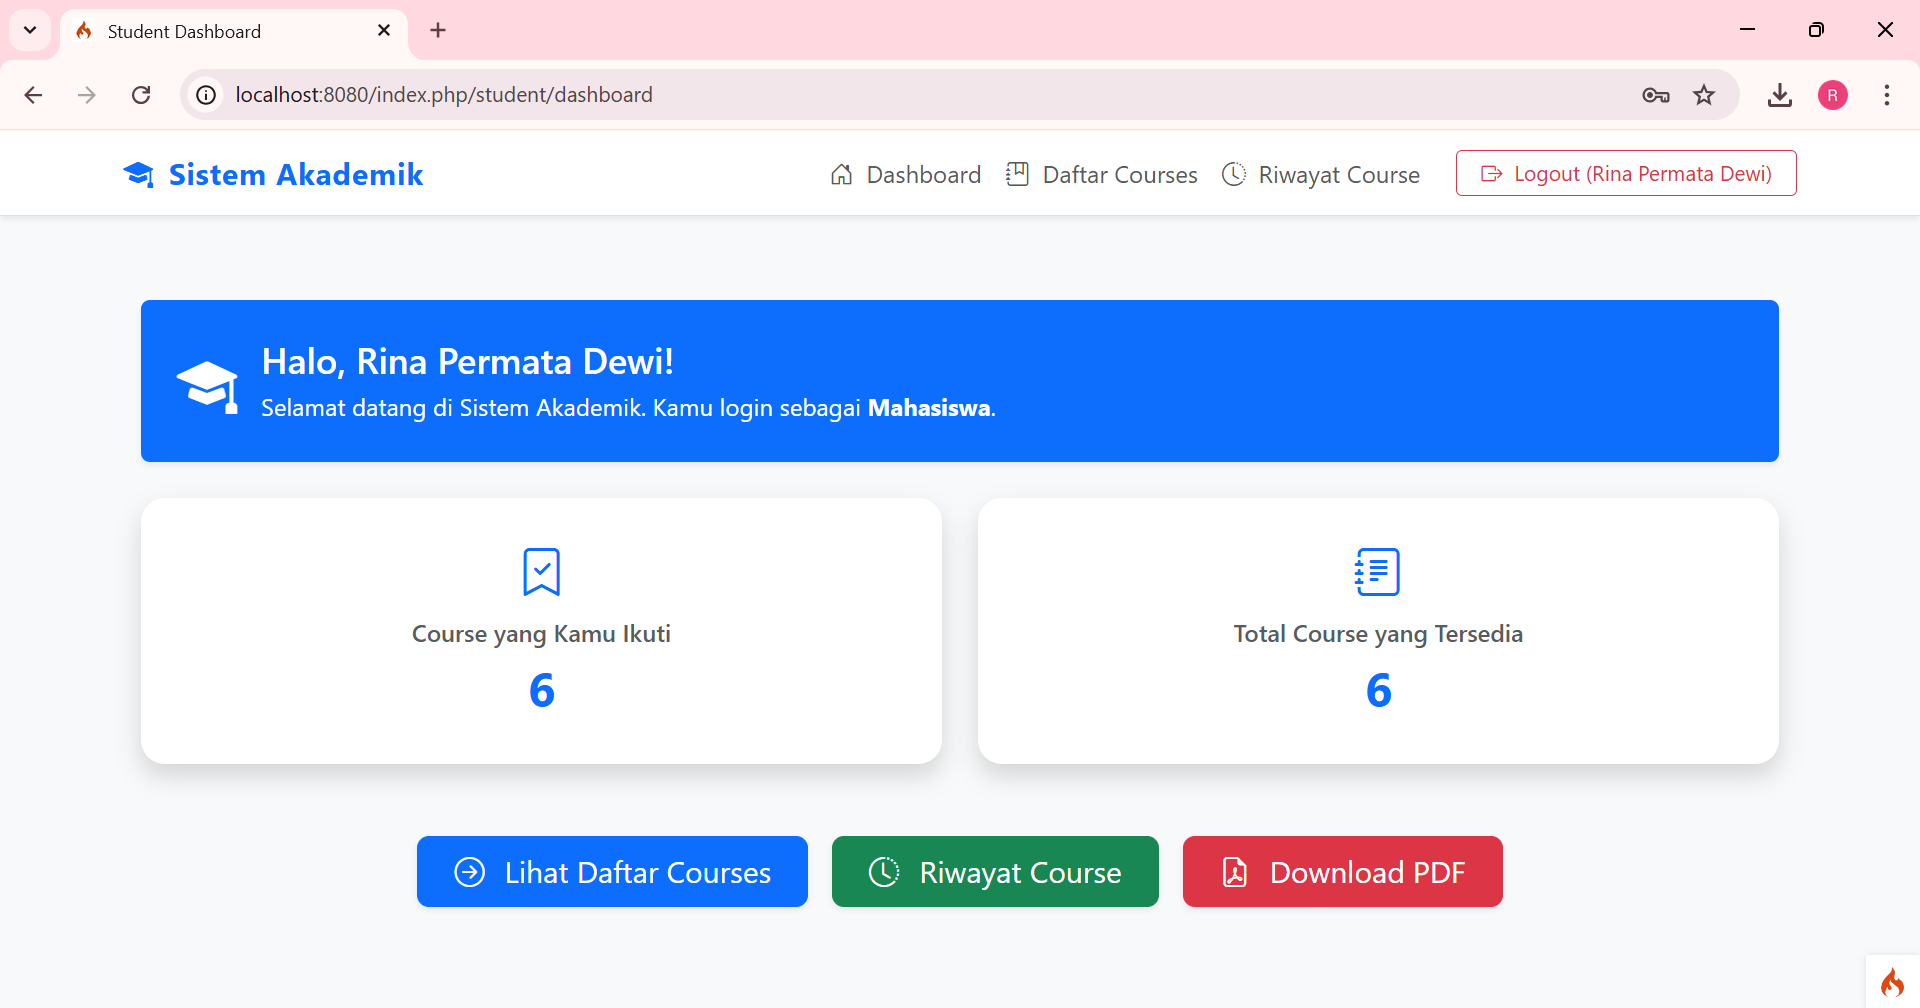 Student Dashboard
localhost:8080/index.php/student/dashboard
R
Sistem Akademik
Dashboard
Daftar Courses
Riwayat Course
Logout (Rina Permata Dewi)
Halo, Rina Permata Dewi!
Selamat datang di Sistem Akademik. Kamu login sebagai Mahasiswa.
Course yang Kamu Ikuti
6
Total Course yang Tersedia
6
Lihat Daftar Courses
Riwayat Course
Download PDF